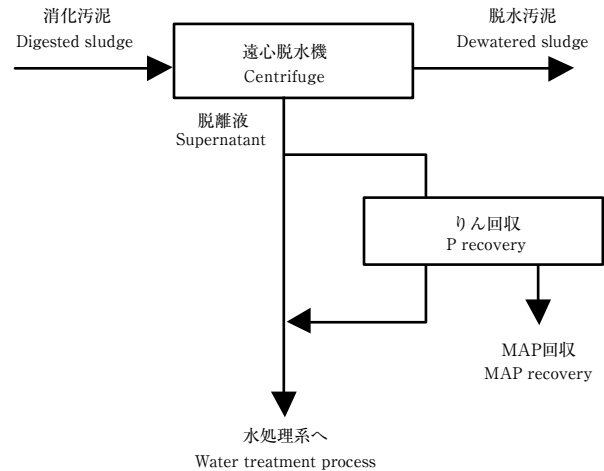 消化汚泥
Digested sludge
遠心脱水機
Centrifuge
脱水汚泥
Dewatered sludge
脱離液
Supernatant
りん回収
P recovery
MAP回収
MAP recovery
水処理系へ
Water treatment process